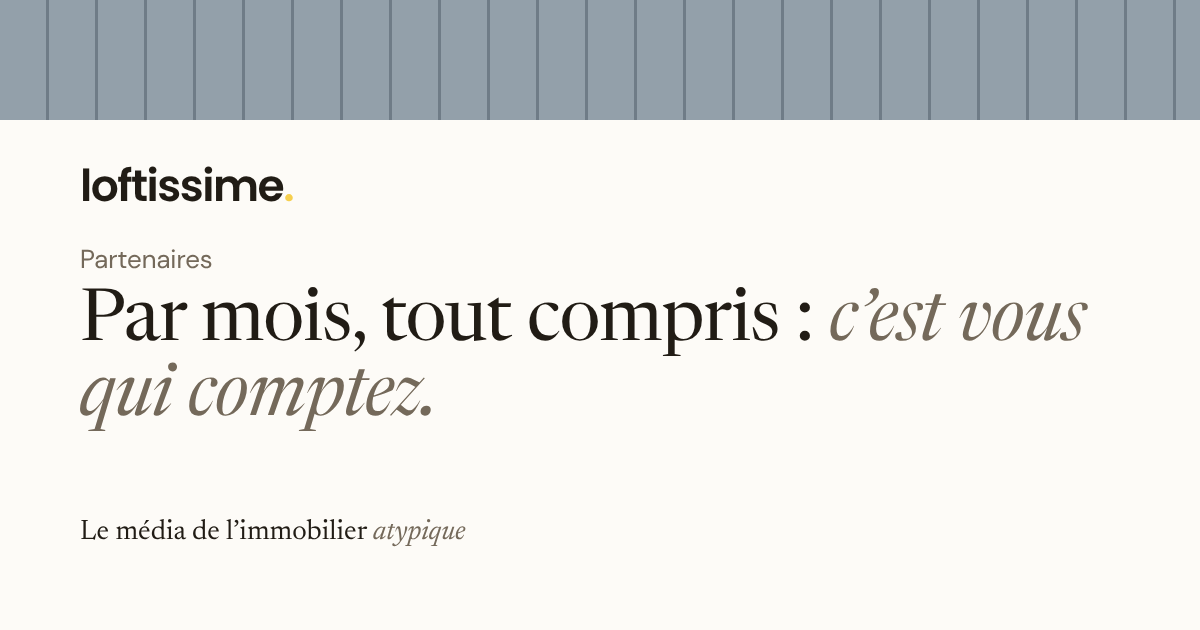 loftissime.
Partenaires
Par mois, tout compris : c’est vous
qui comptez.
Le média de l’immobilier atypique